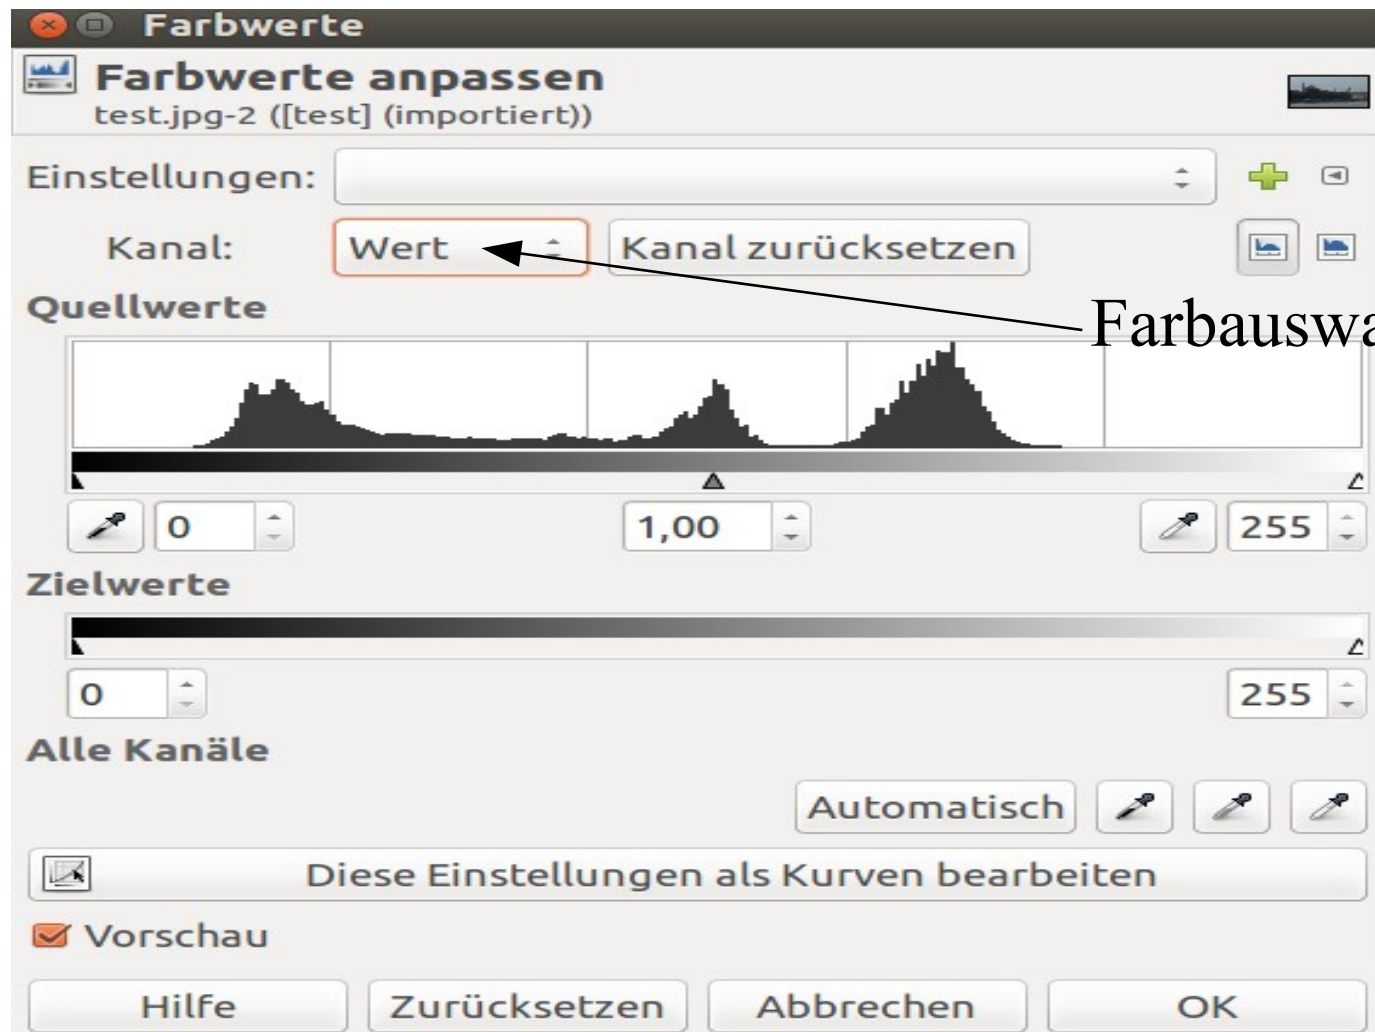 Farbwerte
Farbwerte anpassen
test.jpg-2 ([test] (importiert))
Einstellungen:
Kanal: Wert Kanal zurücksetzen
Quellwerte
Farbauswa
0 1,00 255
Zielwerte
0 255
Alle Kanäle
Automatisch
Diese Einstellungen als Kurven bearbeiten
Vorschau
Hilfe Zurücksetzen Abbrechen OK